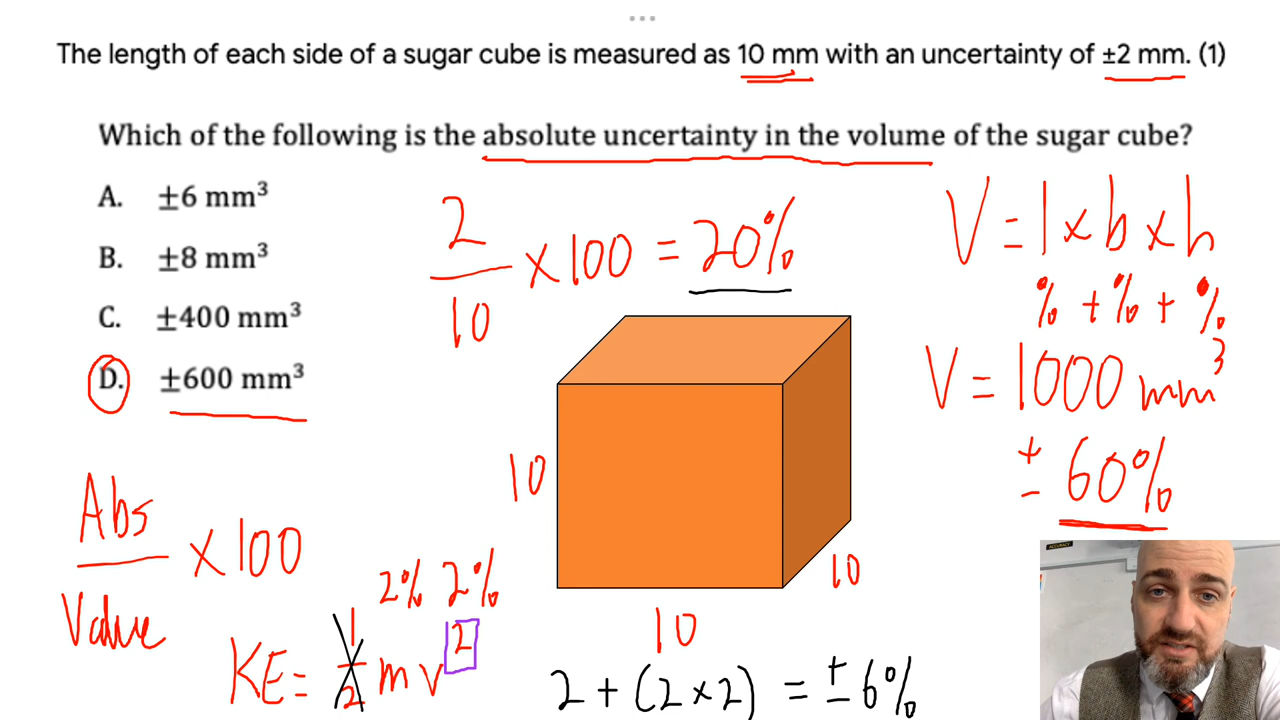 The length of each side of a sugar cube is measured as 10 mm with an uncertainty of ±2 mm. (1)
Which of the following is the absolute uncertainty in the volume of the sugar cube?
A. ±6 mm³
B. ±8 mm³
C. ±400 mm³
D. ±600 mm³
2
10
× 100 = 20%
V = l × b × h
% + % + %
V = 1000 mm³
± 60%
10
10
10
Abs
Value
× 100
2% 2%
KE = 1/2 m v²
2 + (2 × 2) = ± 6%
ACCURACY